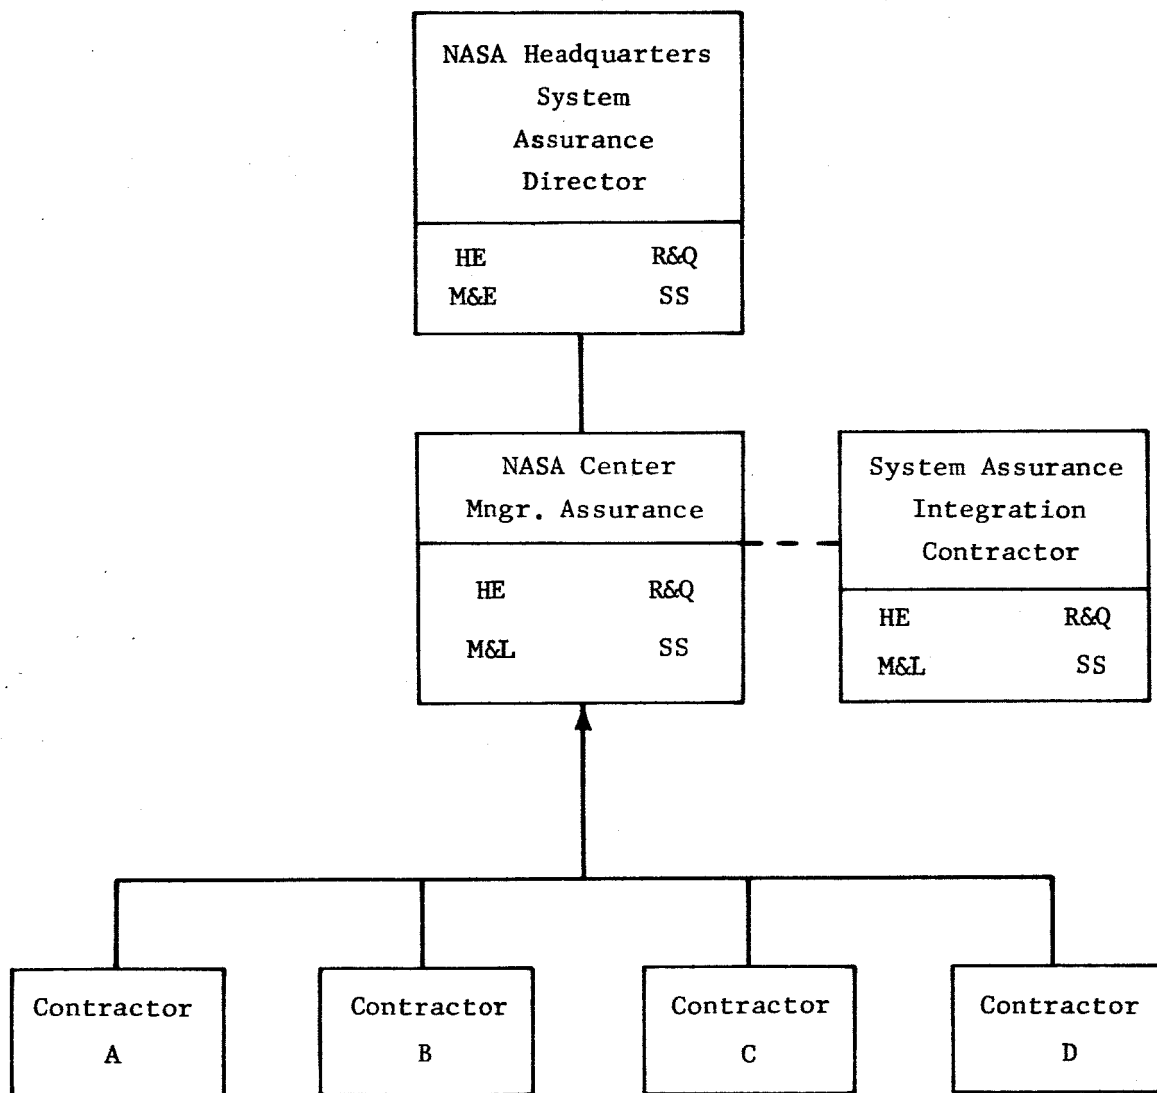 NASA Headquarters
System
Assurance
Director
HE R&Q
M&E SS
NASA Center
Mngr. Assurance
HE R&Q
M&L SS
System Assurance
Integration
Contractor
HE R&Q
M&L SS
Contractor
A
Contractor
B
Contractor
C
Contractor
D